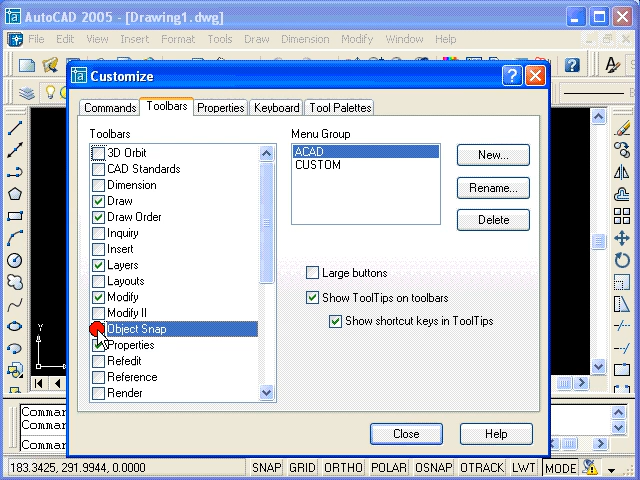 AutoCAD 2005 - [Drawing1.dwg]
File Edit View Insert Format Tools Draw Dimension Modify Window Help
Customize
Commands Toolbars Properties Keyboard Tool Palettes
Toolbars
3D Orbit
CAD Standards
Dimension
Draw
Draw Order
Inquiry
Insert
Layers
Layouts
Modify
Modify II
Object Snap
Properties
Refedit
Reference
Render
Menu Group
ACAD
CUSTOM
New...
Rename...
Delete
Large buttons
Show ToolTips on toolbars
Show shortcut keys in ToolTips
Close
Help
Y
Comman
Comman
Comman
183.3425, 291.9944, 0.0000 SNAP GRID ORTHO POLAR OSNAP OTRACK LWT MODE